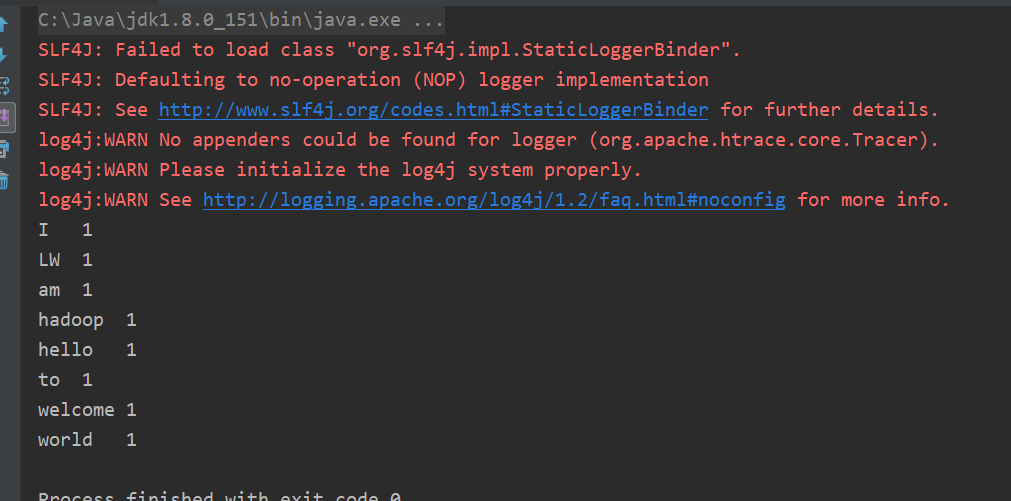 C:\Java\jdk1.8.0_151\bin\java.exe ...
SLF4J: Failed to load class "org.slf4j.impl.StaticLoggerBinder".
SLF4J: Defaulting to no-operation (NOP) logger implementation
SLF4J: See http://www.slf4j.org/codes.html#StaticLoggerBinder for further details.
log4j:WARN No appenders could be found for logger (org.apache.htrace.core.Tracer).
log4j:WARN Please initialize the log4j system properly.
log4j:WARN See http://logging.apache.org/log4j/1.2/faq.html#noconfig for more info.
I	1
LW	1
am	1
hadoop	1
hello	1
to	1
welcome	1
world	1
Process finished with exit code 0